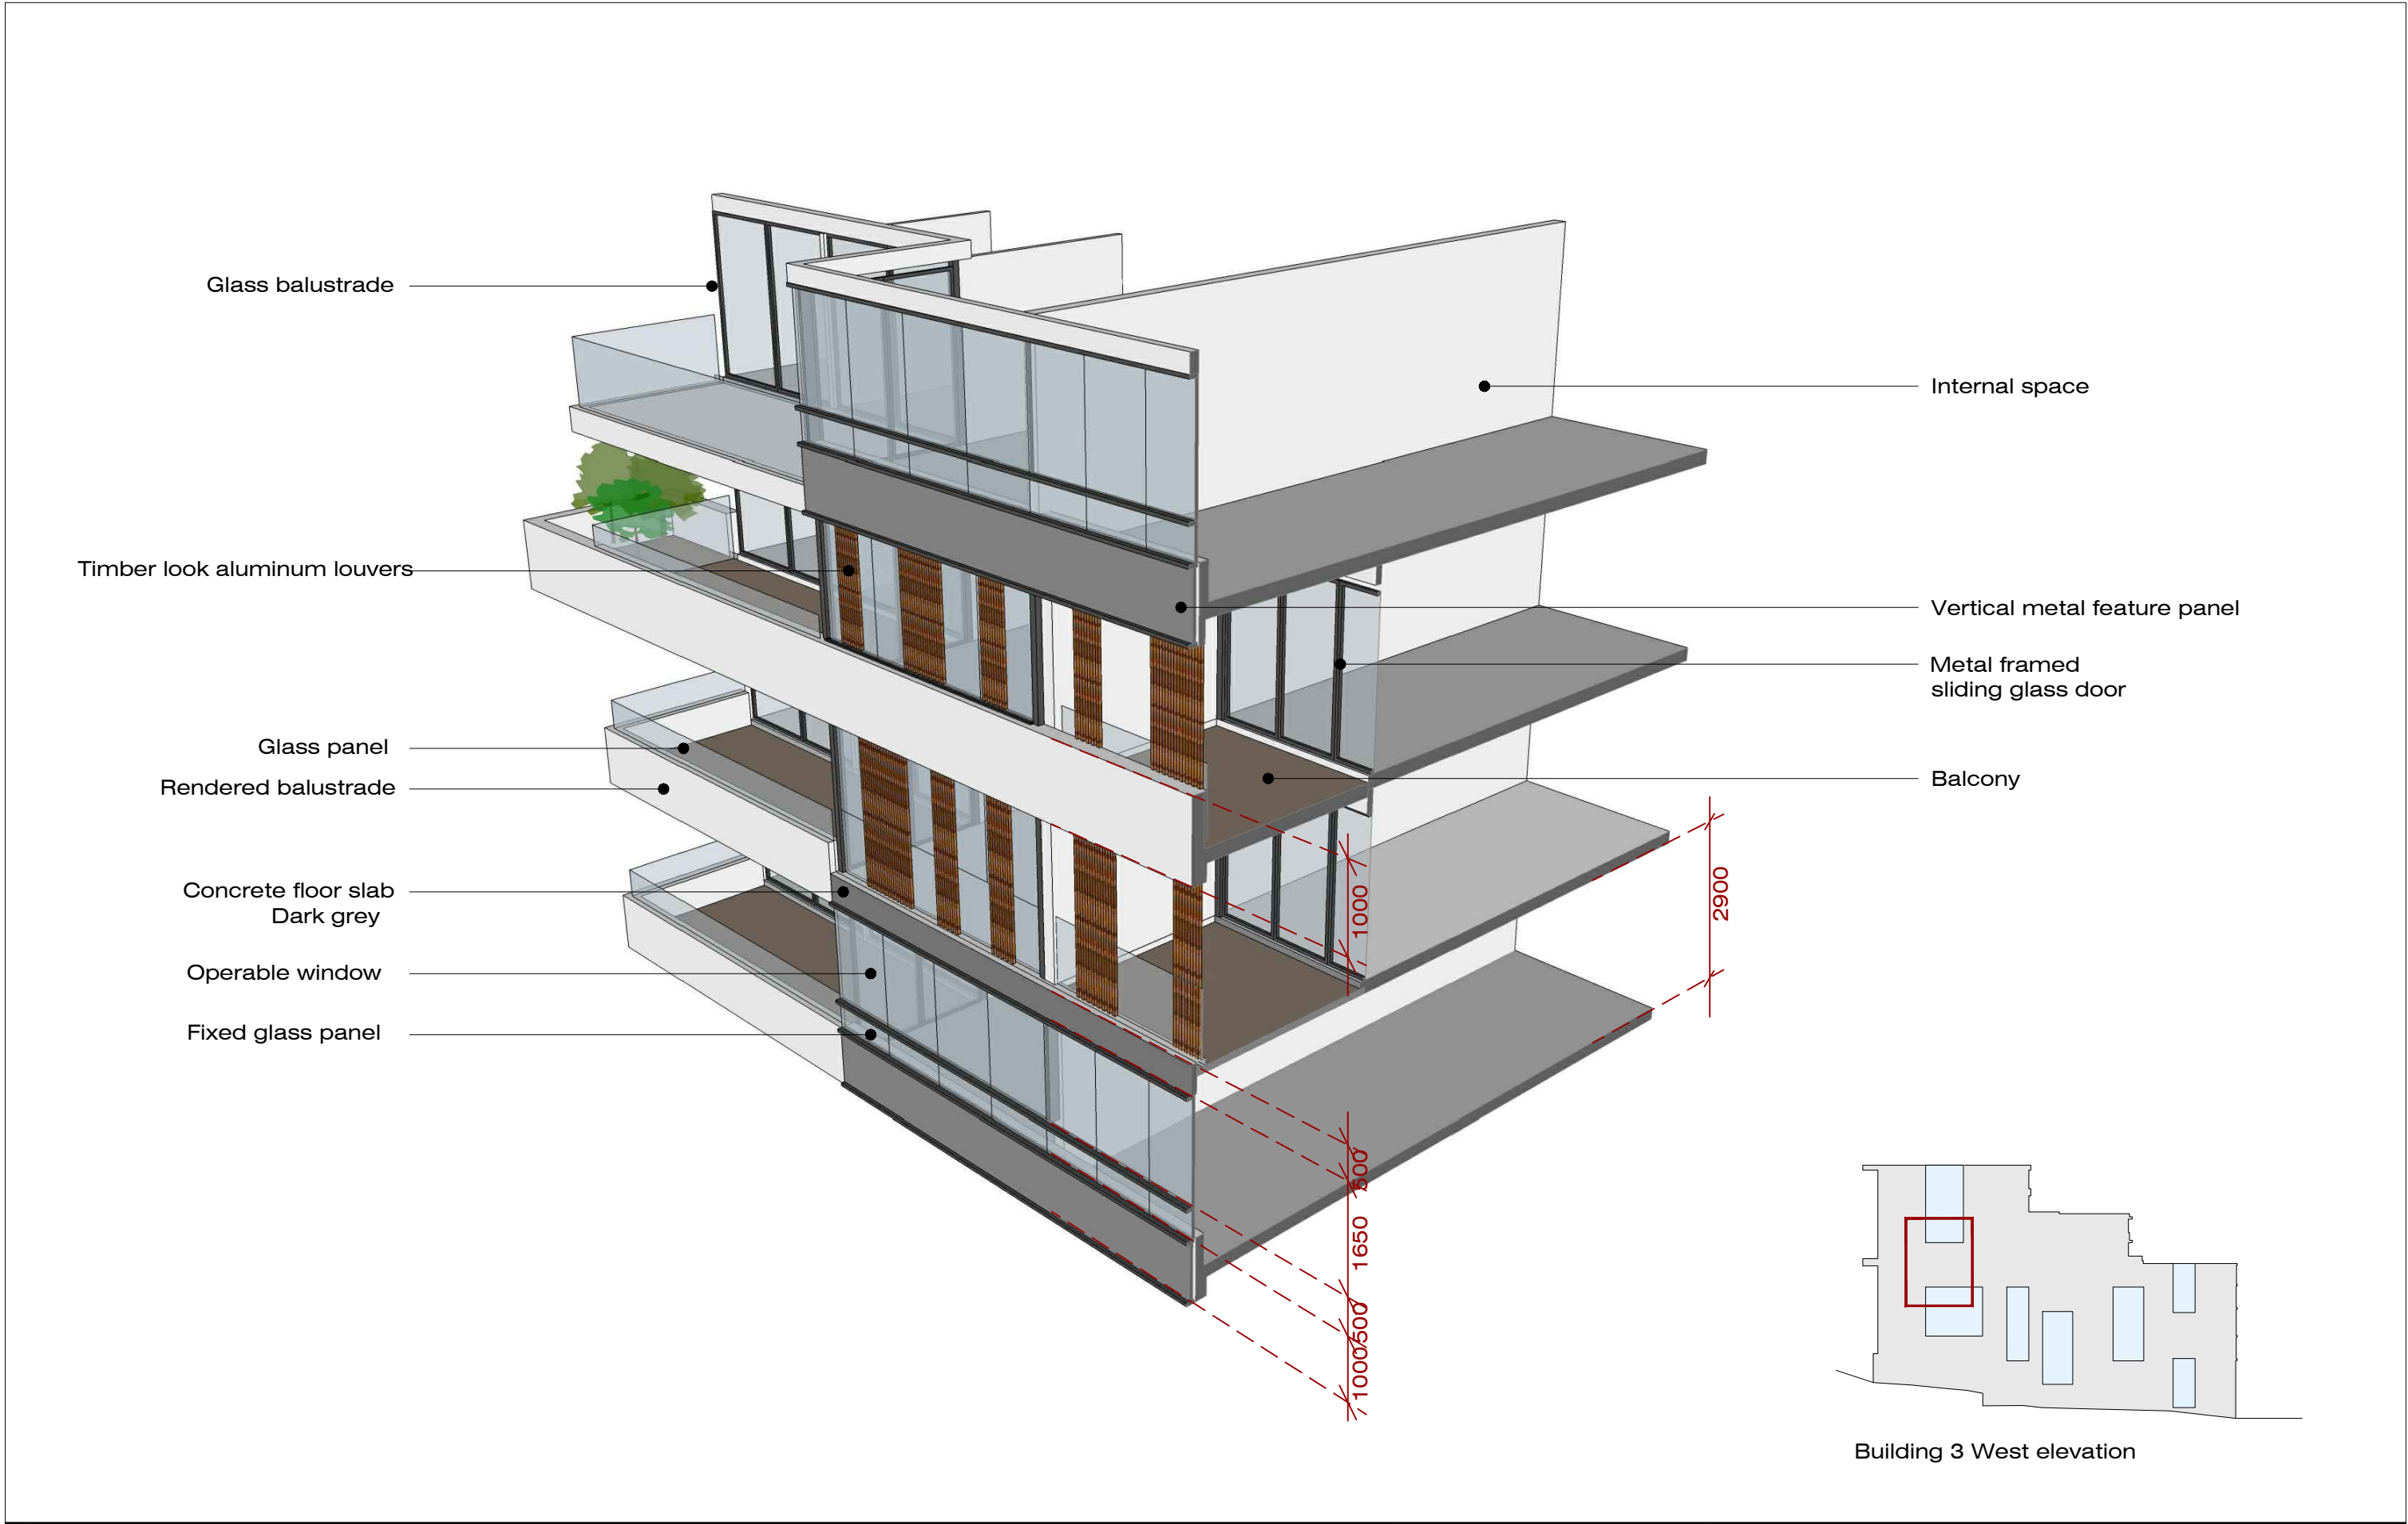 Glass balustrade
Internal space
Timber look aluminum louvers
Vertical metal feature panel
Metal framed
sliding glass door
Glass panel
Rendered balustrade
Balcony
Concrete floor slab
Dark grey
1000
2900
Operable window
Fixed glass panel
500
1650
500
1000
Building 3 West elevation